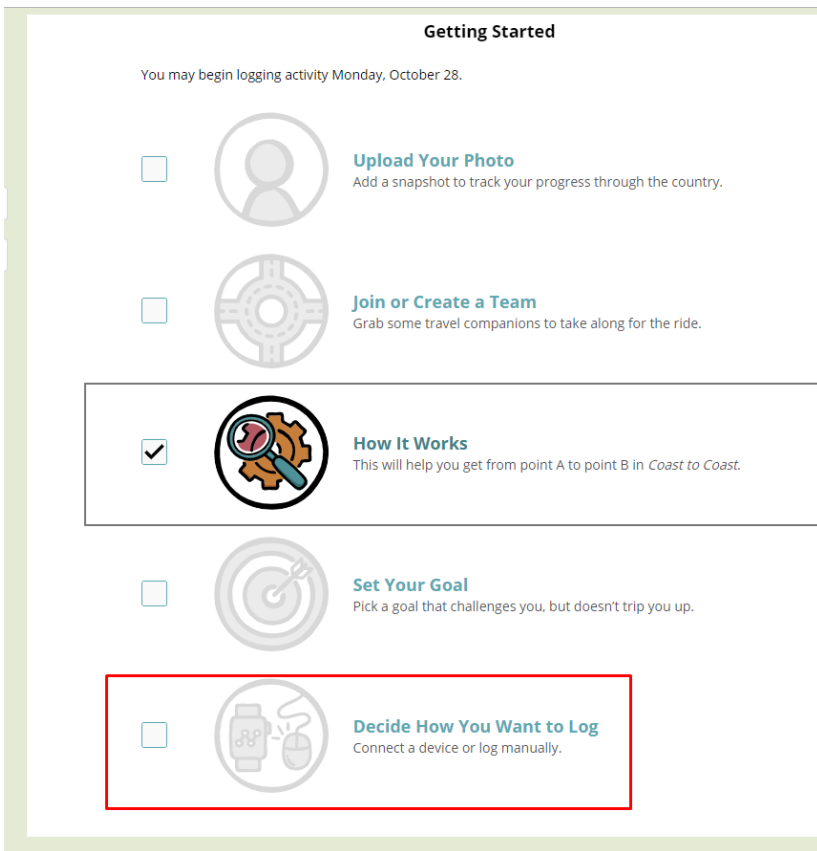 Getting Started
You may begin logging activity Monday, October 28.
Upload Your Photo
Add a snapshot to track your progress through the country.
Join or Create a Team
Grab some travel companions to take along for the ride.
How It Works
This will help you get from point A to point B in Coast to Coast.
Set Your Goal
Pick a goal that challenges you, but doesn’t trip you up.
Decide How You Want to Log
Connect a device or log manually.